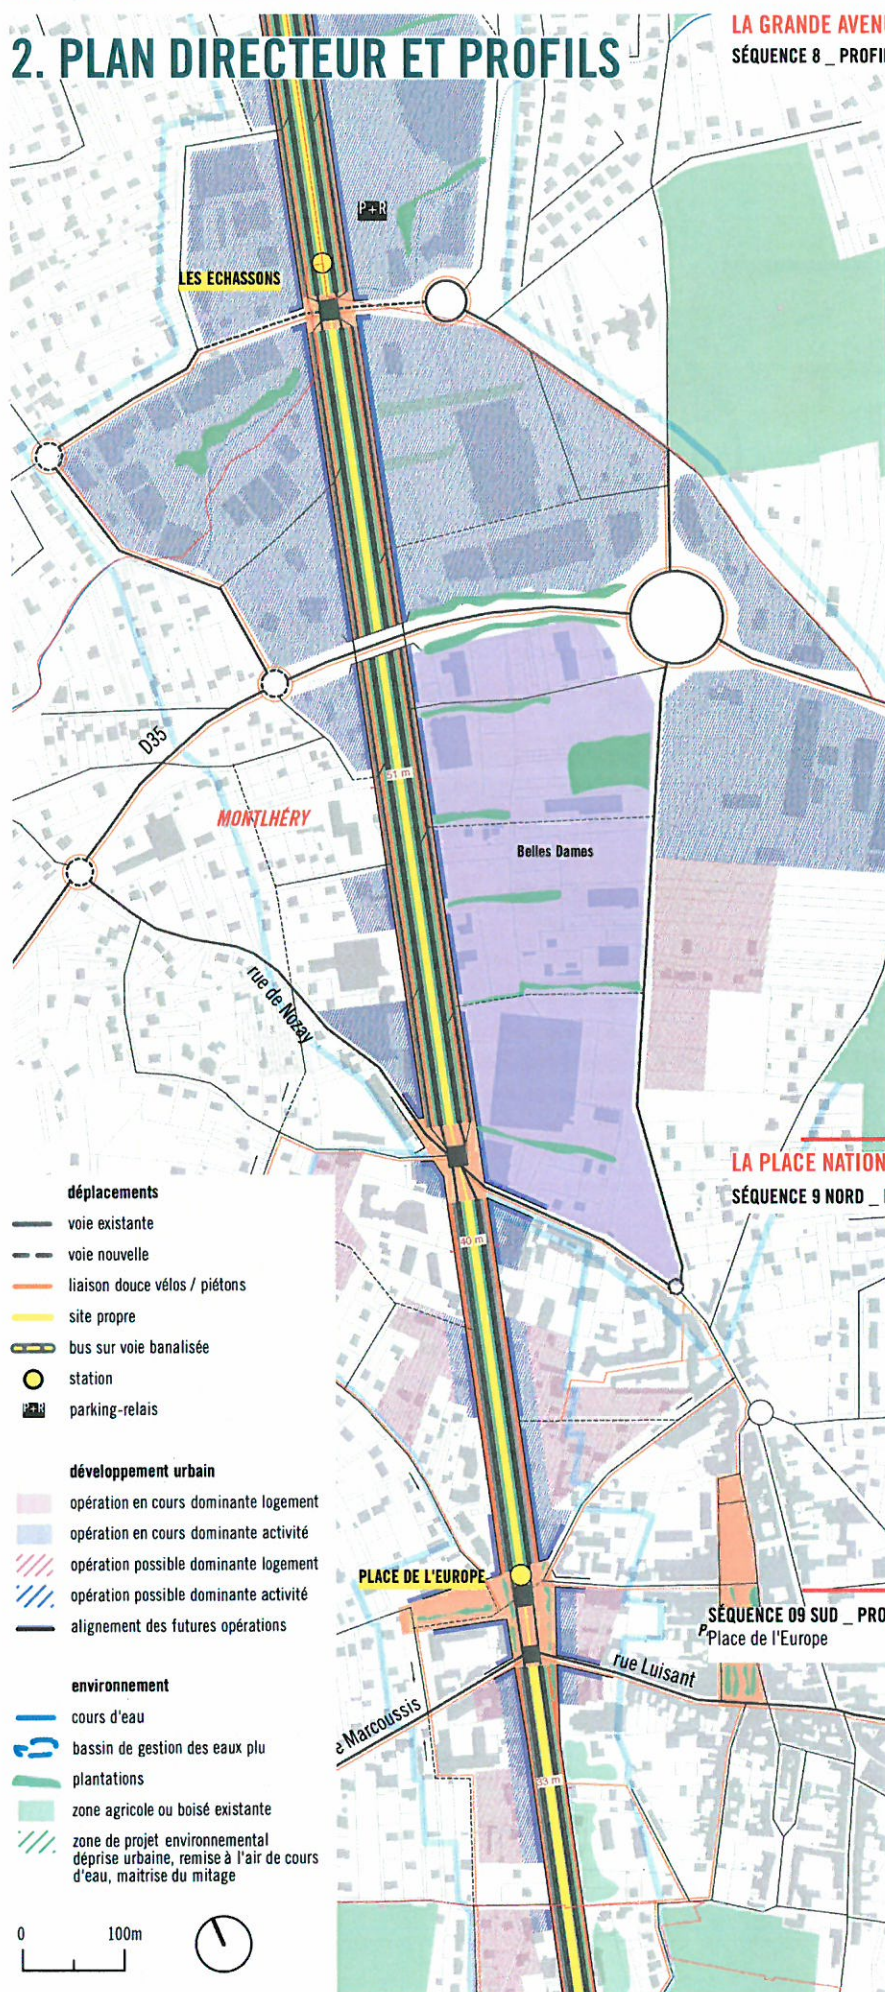 2. PLAN DIRECTEUR ET PROFILS
LA GRANDE AVEN
SÉQUENCE 8 _ PROFI
P+R
LES ECHASSONS
D35
51 m
MONTLHÉRY
Belles Dames
rue de Nozay
LA PLACE NATION
SÉQUENCE 9 NORD _
40 m
déplacements
voie existante
voie nouvelle
liaison douce vélos / piétons
site propre
bus sur voie banalisée
station
P+R parking-relais
développement urbain
opération en cours dominante logement
opération en cours dominante activité
opération possible dominante logement
opération possible dominante activité
alignement des futures opérations
environnement
cours d'eau
bassin de gestion des eaux plu
plantations
zone agricole ou boisé existante
zone de projet environnemental
déprise urbaine, remise à l'air de cours
d'eau, maitrise du mitage
0 100m
PLACE DE L'EUROPE
SÉQUENCE 09 SUD _ PRO
Place de l'Europe
rue Luisant
e Marcoussis
33 m